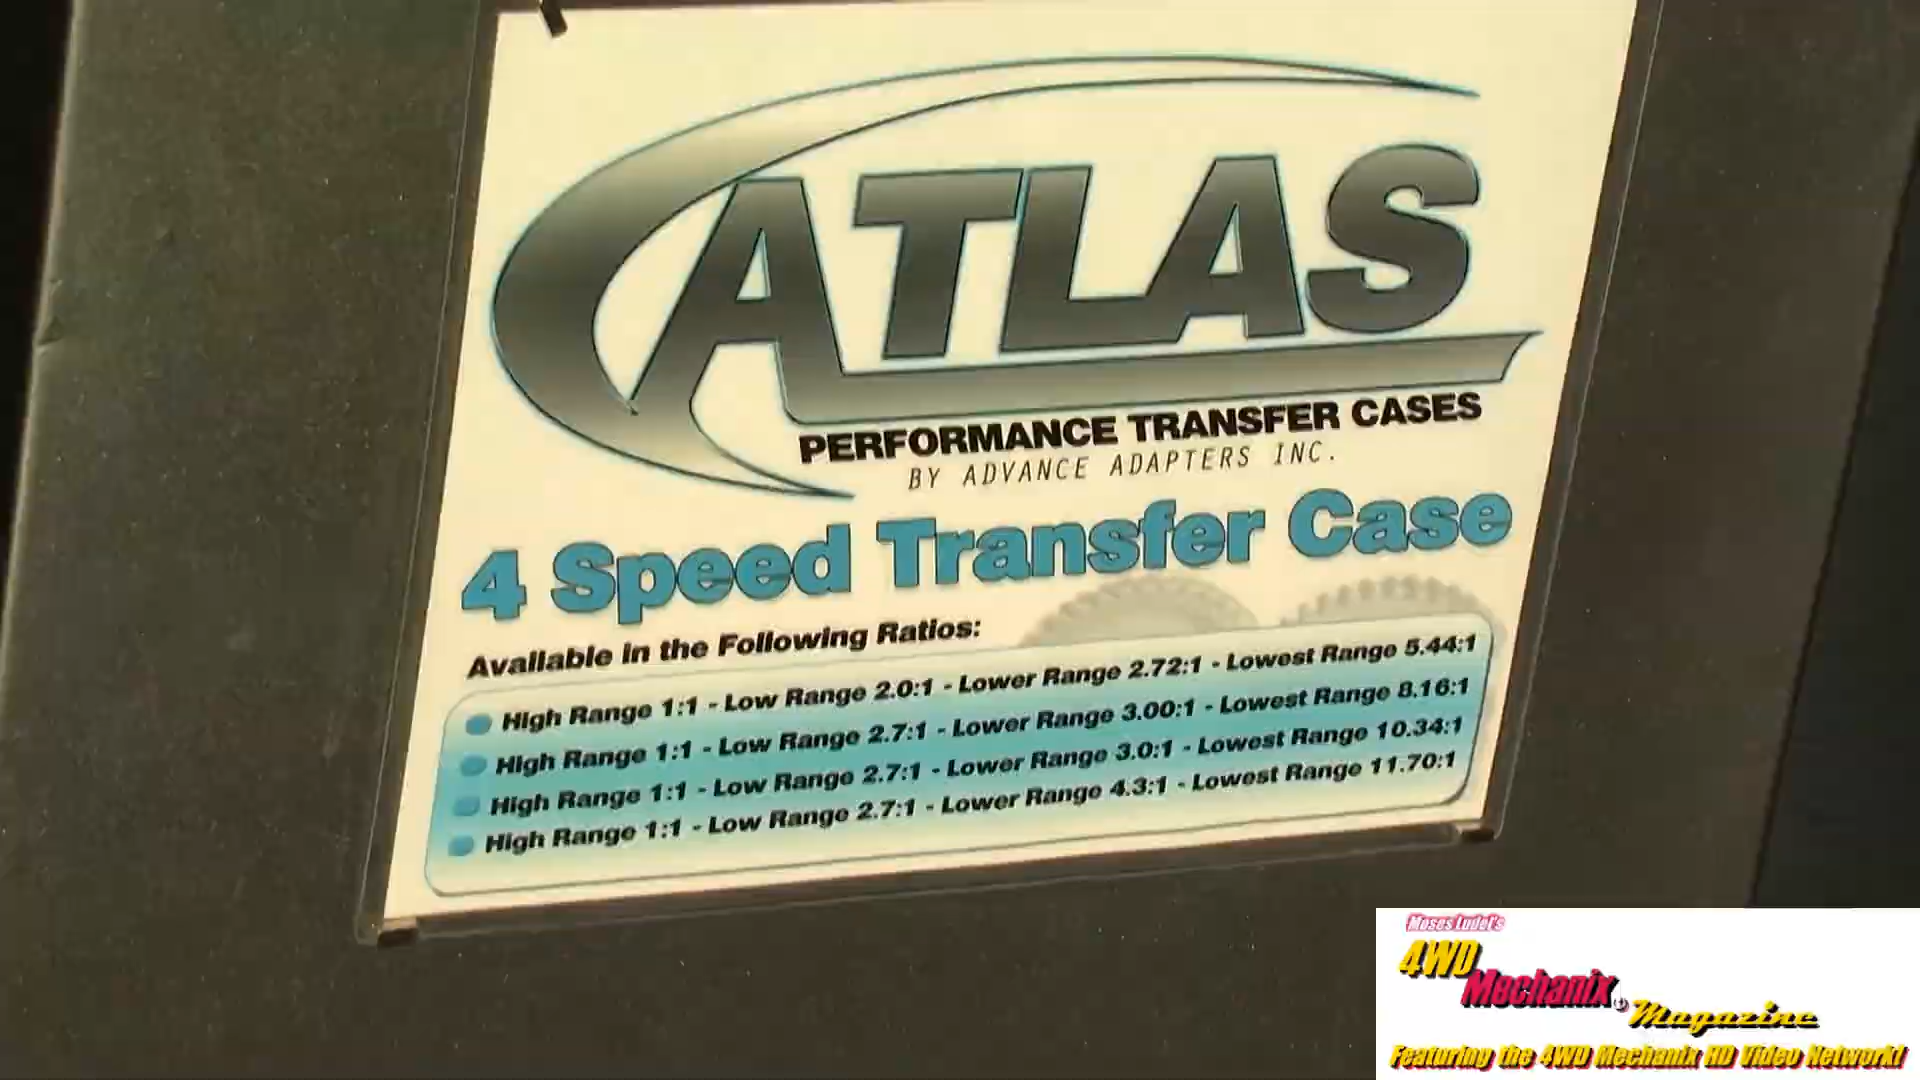 ATLAS
PERFORMANCE TRANSFER CASES
BY ADVANCE ADAPTERS INC.
4 Speed Transfer Case
Available in the Following Ratios:
High Range 1:1 - Low Range 2.0:1 - Lower Range 2.72:1 - Lowest Range 5.44:1
High Range 1:1 - Low Range 2.7:1 - Lower Range 3.00:1 - Lowest Range 8.16:1
High Range 1:1 - Low Range 2.7:1 - Lower Range 3.0:1 - Lowest Range 10.34:1
High Range 1:1 - Low Range 2.7:1 - Lower Range 4.3:1 - Lowest Range 11.70:1
Moses Ludel's
4WD
Mechanix
Magazine
Featuring the 4WD Mechanix HD Video Network!